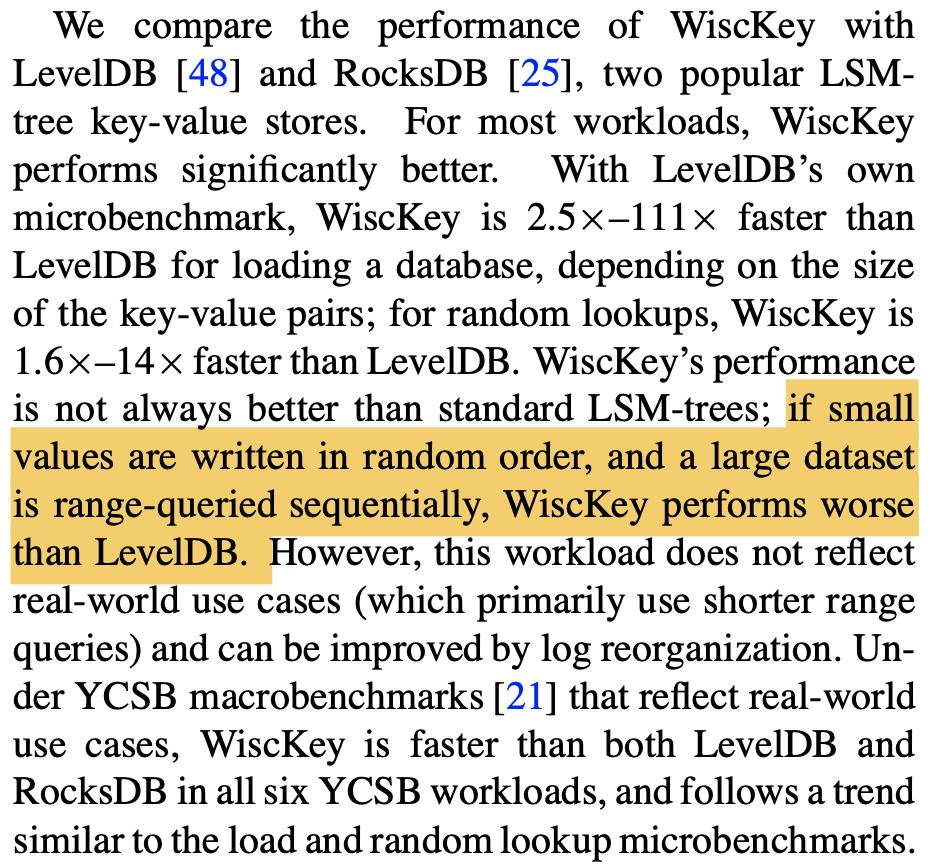 We compare the performance of WiscKey with
LevelDB [48] and RocksDB [25], two popular LSM-
tree key-value stores. For most workloads, WiscKey
performs significantly better. With LevelDB's own
microbenchmark, WiscKey is 2.5×–111× faster than
LevelDB for loading a database, depending on the size
of the key-value pairs; for random lookups, WiscKey is
1.6×–14× faster than LevelDB. WiscKey's performance
is not always better than standard LSM-trees; if small
values are written in random order, and a large dataset
is range-queried sequentially, WiscKey performs worse
than LevelDB. However, this workload does not reflect
real-world use cases (which primarily use shorter range
queries) and can be improved by log reorganization. Un-
der YCSB macrobenchmarks [21] that reflect real-world
use cases, WiscKey is faster than both LevelDB and
RocksDB in all six YCSB workloads, and follows a trend
similar to the load and random lookup microbenchmarks.